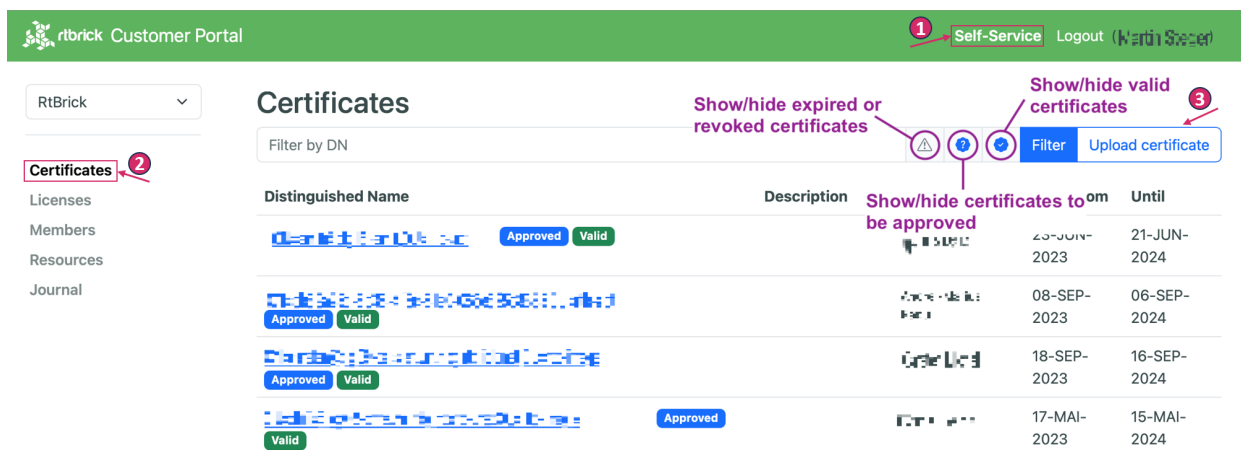 rtbrick Customer Portal
1
Self-Service
Logout
RtBrick
Certificates
Show/hide expired or
revoked certificates
Show/hide valid
certificates
3
Filter by DN
Filter
Upload certificate
Certificates
2
Licenses
Members
Resources
Journal
Distinguished Name
Description
Show/hide certificates to
be approved
om
Until
Approved
Valid
23-JUN-
2023
21-JUN-
2024
Approved
Valid
08-SEP-
2023
06-SEP-
2024
Approved
Valid
18-SEP-
2023
16-SEP-
2024
Approved
Valid
17-MAI-
2023
15-MAI-
2024